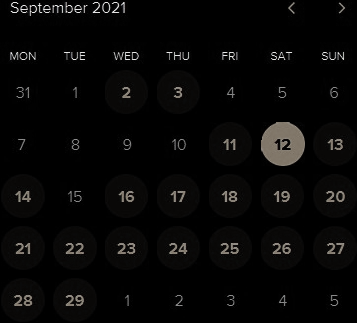 September 2021
MON TUE WED THU FRI SAT SUN
31 1 2 3 4 5 6
7 8 9 10 11 12 13
14 15 16 17 18 19 20
21 22 23 24 25 26 27
28 29 1 2 3 4 5